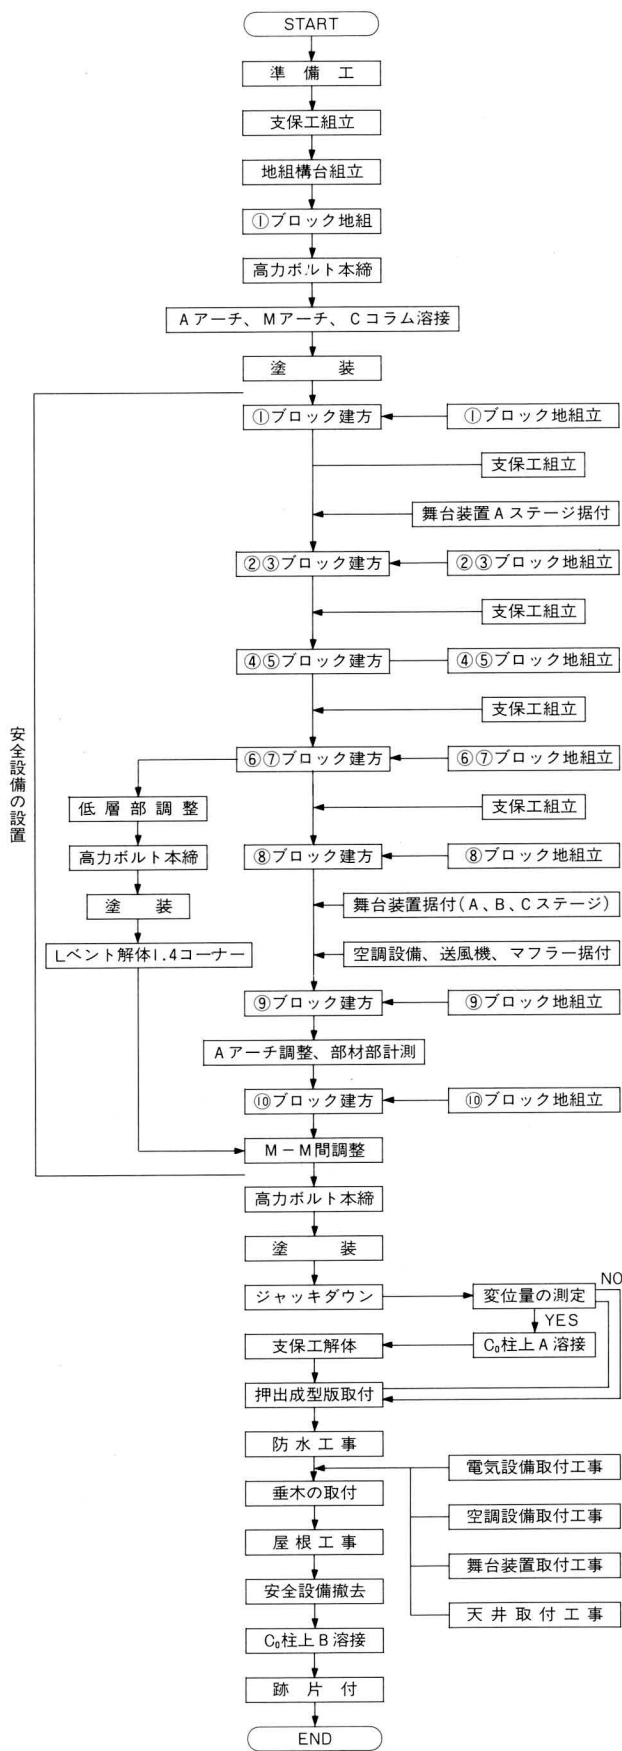 START
準備工
支保工組立
地組構台組立
①ブロック地組
高力ボルト本締
Aアーチ、Mアーチ、Cコラム溶接
塗装
①ブロック建方
①ブロック地組立
支保工組立
舞台装置Aステージ据付
②③ブロック建方
②③ブロック地組立
支保工組立
④⑤ブロック建方
④⑤ブロック地組立
支保工組立
安全設備の設置
⑥⑦ブロック建方
⑥⑦ブロック地組立
低層部調整
支保工組立
高力ボルト本締
⑧ブロック建方
⑧ブロック地組立
塗装
舞台装置据付(A、B、Cステージ)
Lベント解体1.4コーナー
空調設備、送風機、マフラー据付
⑨ブロック建方
⑨ブロック地組立
Aアーチ調整、部材部計測
⑩ブロック建方
⑩ブロック地組立
M−M間調整
高力ボルト本締
塗装
NO
ジャッキダウン
変位量の測定
YES
支保工解体
C₀柱上A溶接
押出成型版取付
防水工事
電気設備取付工事
垂木の取付
空調設備取付工事
屋根工事
舞台装置取付工事
安全設備撤去
天井取付工事
C₀柱上B溶接
跡片付
END